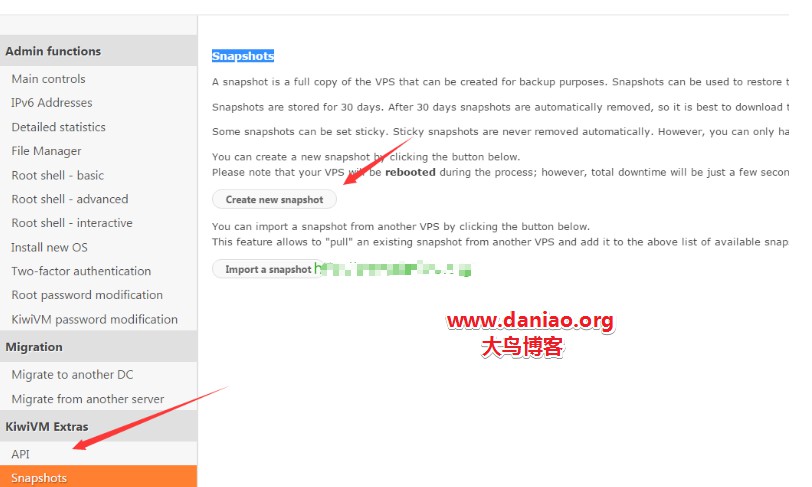 Admin functions
Main controls
IPv6 Addresses
Detailed statistics
File Manager
Root shell - basic
Root shell - advanced
Root shell - interactive
Install new OS
Two-factor authentication
Root password modification
KiwiVM password modification
Migration
Migrate to another DC
Migrate from another server
KiwiVM Extras
API
Snapshots
Snapshots
A snapshot is a full copy of the VPS that can be created for backup purposes. Snapshots can be used to restore
Snapshots are stored for 30 days. After 30 days snapshots are automatically removed, so it is best to download
Some snapshots can be set sticky. Sticky snapshots are never removed automatically. However, you can only
You can create a new snapshot by clicking the button below.
Please note that your VPS will be rebooted during the process; however, total downtime will be just a few
Create new snapshot
You can import a snapshot from another VPS by clicking the button below.
This feature allows to "pull" an existing snapshot from another VPS and add it to the above list of available
Import a snapshot
www.daniao.org
大鸟博客